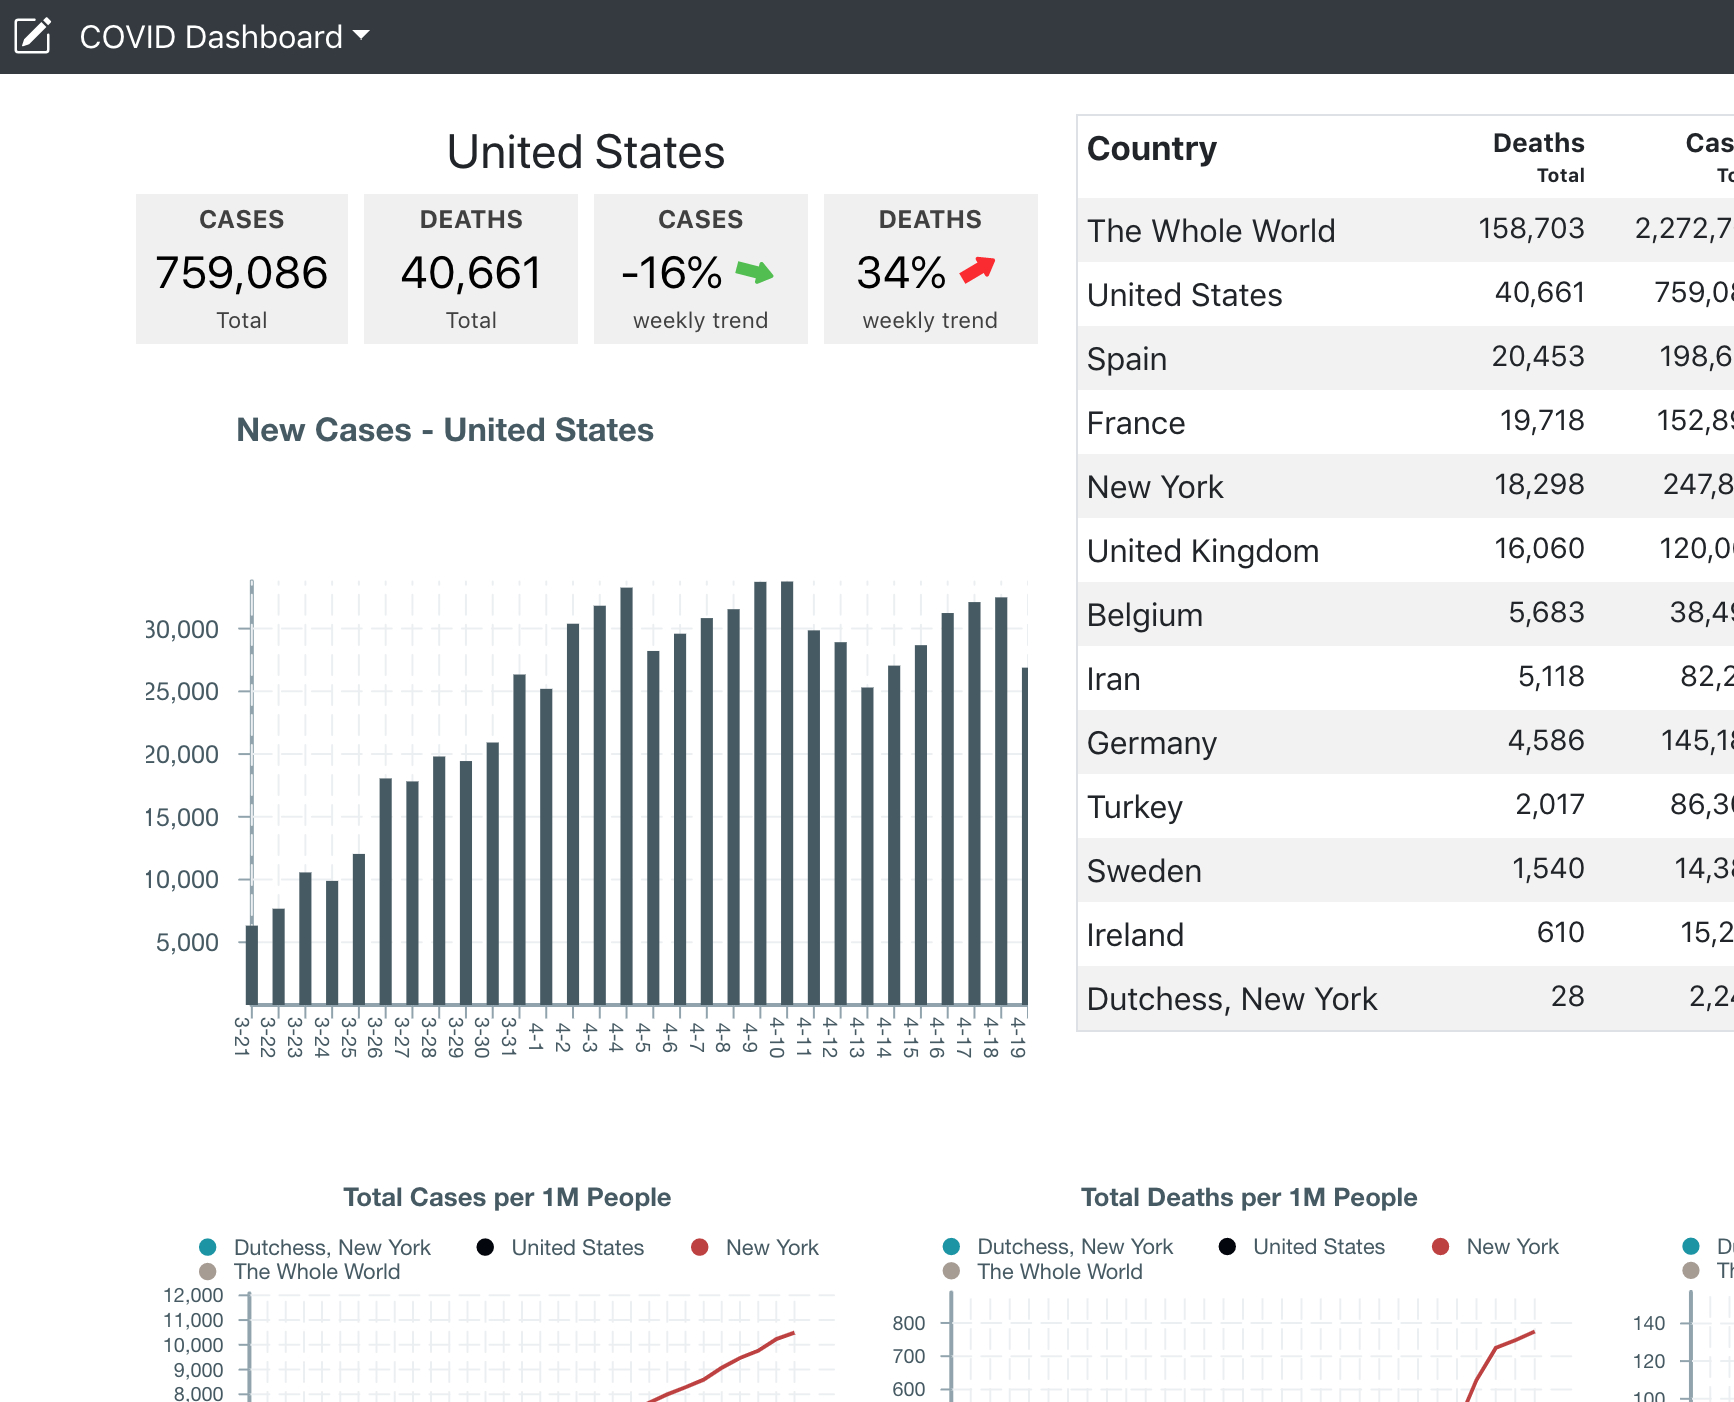 COVID Dashboard
United States
CASES
759,086
Total
DEATHS
40,661
Total
CASES
-16%
weekly trend
DEATHS
34%
weekly trend
New Cases - United States
30,000
25,000
20,000
15,000
10,000
5,000
3-21 3-22 3-23 3-24 3-25 3-26 3-27 3-28 3-29 3-30 3-31 4-1 4-2 4-3 4-4 4-5 4-6 4-7 4-8 4-9 4-10 4-11 4-12 4-13 4-14 4-15 4-16 4-17 4-18 4-19
Country Deaths Cas
Total To
The Whole World 158,703 2,272,7
United States 40,661 759,08
Spain 20,453 198,6
France 19,718 152,89
New York 18,298 247,8
United Kingdom 16,060 120,0
Belgium 5,683 38,49
Iran 5,118 82,2
Germany 4,586 145,18
Turkey 2,017 86,30
Sweden 1,540 14,38
Ireland 610 15,2
Dutchess, New York 28 2,24
Total Cases per 1M People
Dutchess, New York United States New York
The Whole World
12,000
11,000
10,000
9,000
8,000
Total Deaths per 1M People
Dutchess, New York United States New York
The Whole World
800
700
600
D
Th
140
120
100